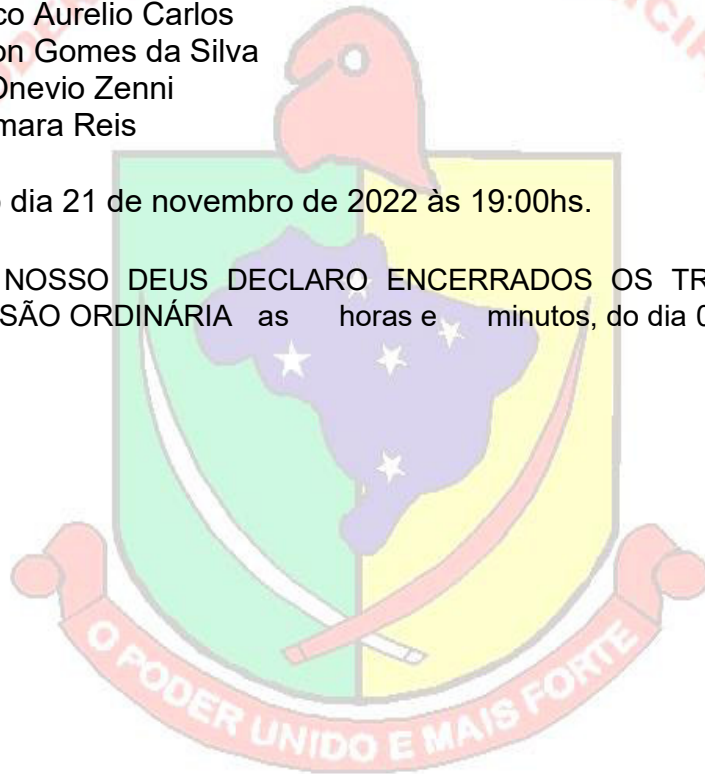 co Aurelio Carlos
on Gomes da Silva
Onevio Zenni
mara Reis
dia 21 de novembro de 2022 às 19:00hs.
NOSSO DEUS DECLARO ENCERRADOS OS TR
SÃO ORDINÁRIA as horas e minutos, do dia 0
O PODER UNIDO E MAIS FORTE